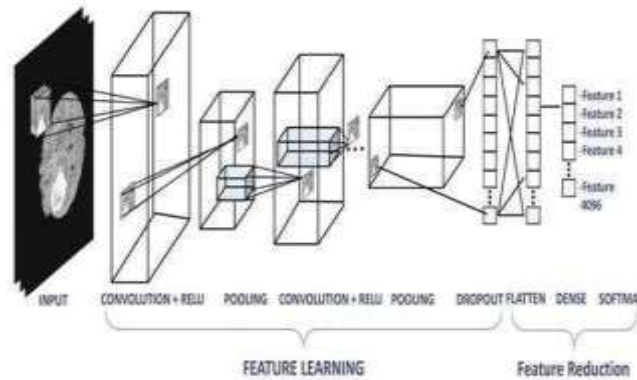 -Feature 1
-Feature 2
-Feature 3
-Feature 4
-Feature
4096
INPUT CONVOLUTION + RELU POOLING CONVOLUTION + RELU POOLING DROPOUT FLATTEN DENSE SOFTMA
FEATURE LEARNING Feature Reduction